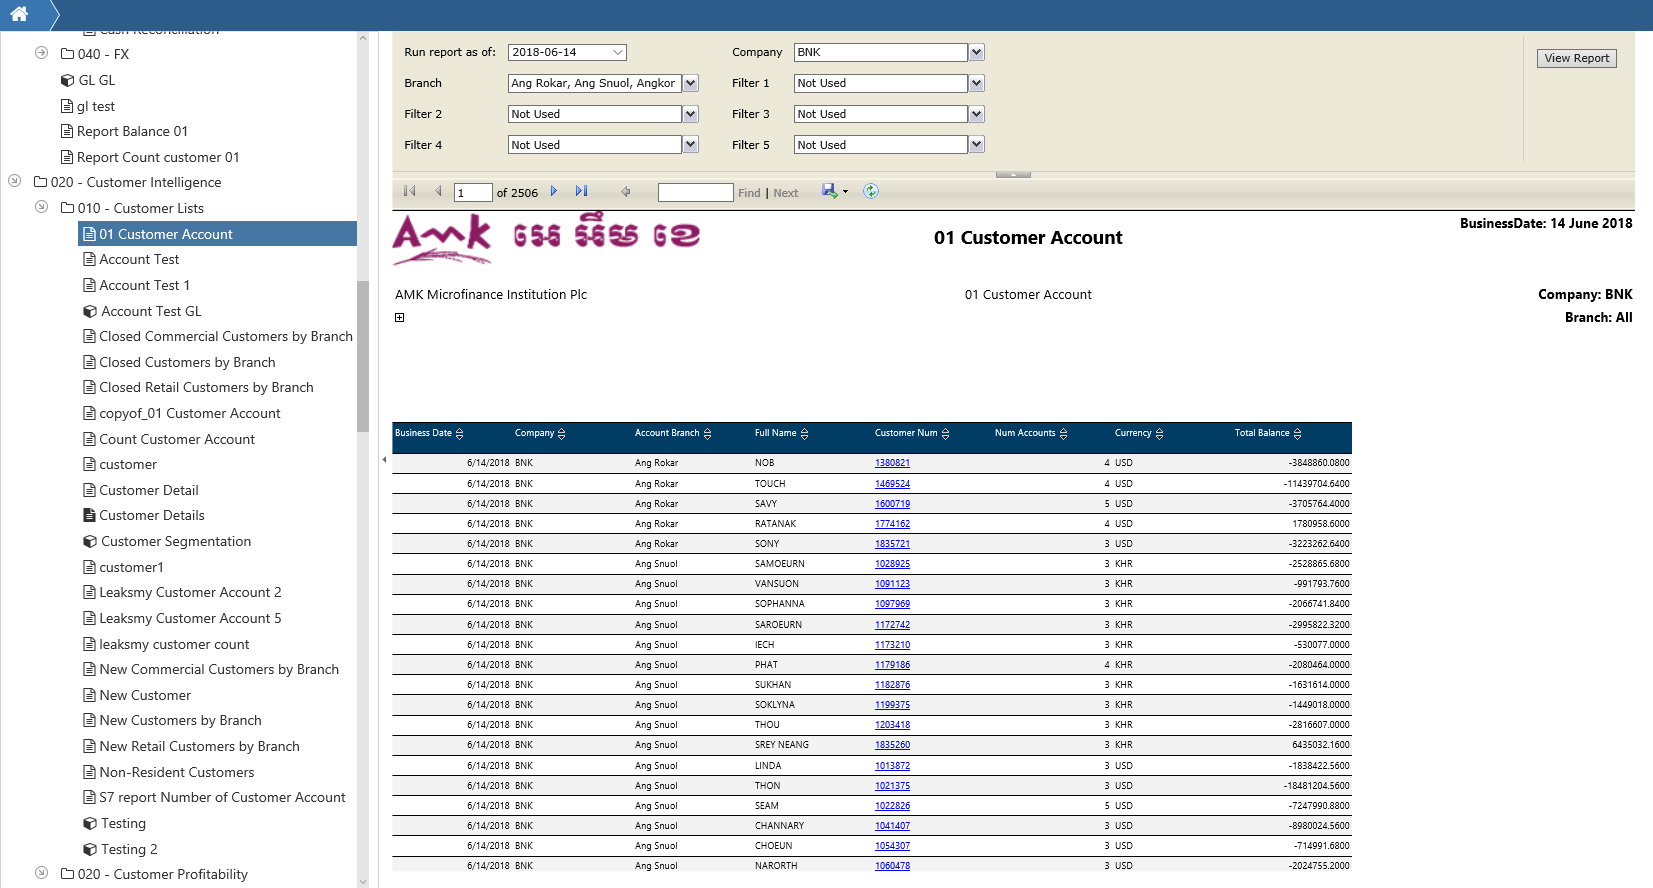 Cash Reconciliation
040 - FX
GL GL
gl test
Report Balance 01
Report Count customer 01
020 - Customer Intelligence
010 - Customer Lists
01 Customer Account
Account Test
Account Test 1
Account Test GL
Closed Commercial Customers by Branch
Closed Customers by Branch
Closed Retail Customers by Branch
copyof_01 Customer Account
Count Customer Account
customer
Customer Detail
Customer Details
Customer Segmentation
customer1
Leaksmy Customer Account 2
Leaksmy Customer Account 5
leaksmy customer count
New Commercial Customers by Branch
New Customer
New Customers by Branch
New Retail Customers by Branch
Non-Resident Customers
S7 report Number of Customer Account
Testing
Testing 2
020 - Customer Profitability
Run report as of: 2018-06-14 Company BNK
View Report
Branch Ang Rokar, Ang Snuol, Angkor Filter 1 Not Used
Filter 2 Not Used Filter 3 Not Used
Filter 4 Not Used Filter 5 Not Used
1 of 2506 Find | Next
AMK អេ អឹម ខេ
01 Customer Account
BusinessDate: 14 June 2018
AMK Microfinance Institution Plc 01 Customer Account Company: BNK
Branch: All
Business Date Company Account Branch Full Name Customer Num Num Accounts Currency Total Balance
6/14/2018 BNK Ang Rokar NOB 1380821 4 USD -3848860.0800
6/14/2018 BNK Ang Rokar TOUCH 1469524 4 USD -11439704.6400
6/14/2018 BNK Ang Rokar SAVY 1600719 5 USD -3705764.4000
6/14/2018 BNK Ang Rokar RATANAK 1774162 4 USD 1780958.6000
6/14/2018 BNK Ang Rokar SONY 1835721 3 USD -3223262.6400
6/14/2018 BNK Ang Snuol SAMOEURN 1028925 3 KHR -2528865.6800
6/14/2018 BNK Ang Snuol VANSUON 1091123 3 KHR -991793.7600
6/14/2018 BNK Ang Snuol SOPHANNA 1097969 3 KHR -2066741.8400
6/14/2018 BNK Ang Snuol SAROEURN 1172742 3 KHR -2995822.3200
6/14/2018 BNK Ang Snuol IECH 1173210 3 KHR -530077.0000
6/14/2018 BNK Ang Snuol PHAT 1179186 4 KHR -2080464.0000
6/14/2018 BNK Ang Snuol SUKHAN 1182876 3 KHR -1631614.0000
6/14/2018 BNK Ang Snuol SOKLYNA 1199375 3 KHR -1449018.0000
6/14/2018 BNK Ang Snuol THOU 1203418 3 KHR -2816607.0000
6/14/2018 BNK Ang Snuol SREY NEANG 1835260 3 KHR 6435032.1600
6/14/2018 BNK Ang Snuol LINDA 1013872 3 USD -1838422.5600
6/14/2018 BNK Ang Snuol THON 1021375 3 USD -18481204.5600
6/14/2018 BNK Ang Snuol SEAM 1022826 5 USD -7247990.8800
6/14/2018 BNK Ang Snuol CHANNARY 1041407 3 USD -8980024.5600
6/14/2018 BNK Ang Snuol CHOEUN 1054307 3 USD -714991.6800
6/14/2018 BNK Ang Snuol NARORTH 1060478 3 USD -2024755.2000